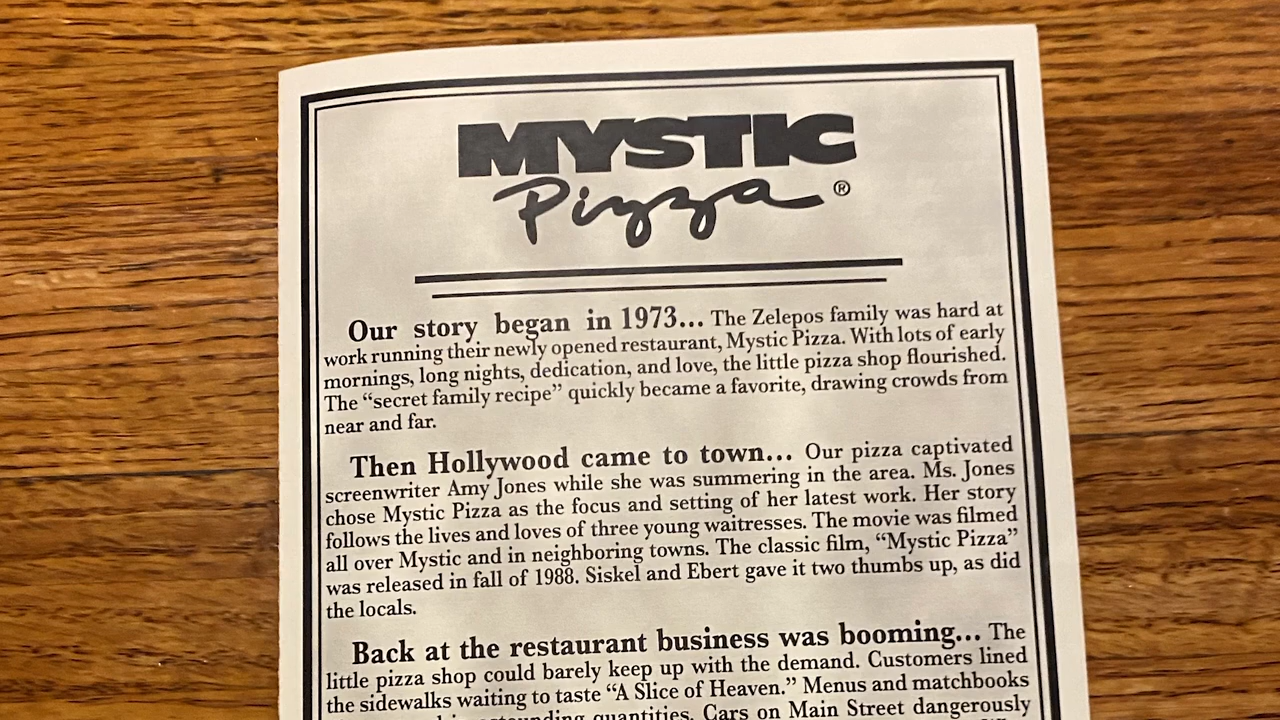 MYSTIC
Pizza®
Our story began in 1973... The Zelepos family was hard at
work running their newly opened restaurant, Mystic Pizza. With lots of early
mornings, long nights, dedication, and love, the little pizza shop flourished.
The “secret family recipe” quickly became a favorite, drawing crowds from
near and far.
Then Hollywood came to town... Our pizza captivated
screenwriter Amy Jones while she was summering in the area. Ms. Jones
chose Mystic Pizza as the focus and setting of her latest work. Her story
follows the lives and loves of three young waitresses. The movie was filmed
all over Mystic and in neighboring towns. The classic film, “Mystic Pizza”
was released in fall of 1988. Siskel and Ebert gave it two thumbs up, as did
the locals.
Back at the restaurant business was booming... The
little pizza shop could barely keep up with the demand. Customers lined
the sidewalks waiting to taste “A Slice of Heaven.” Menus and matchbooks
quantities. Cars on Main Street dangerously